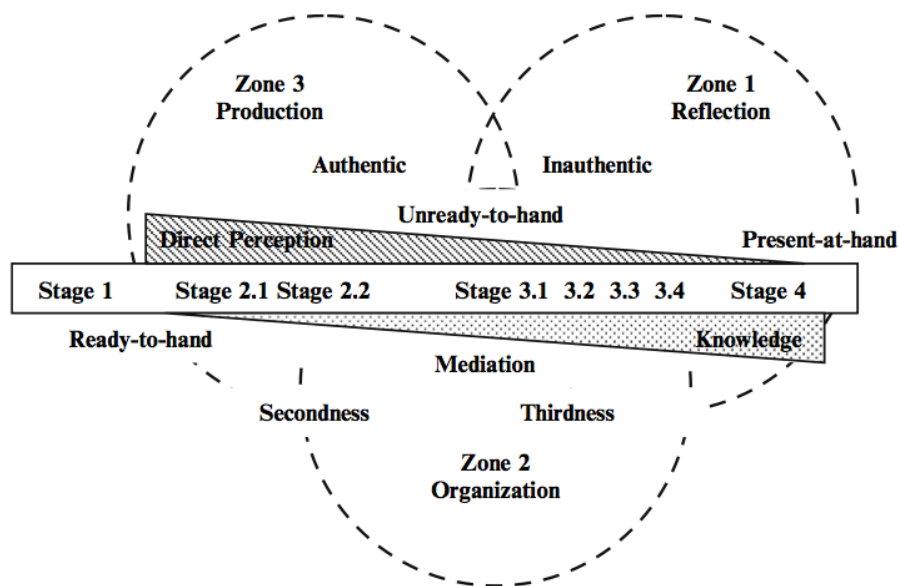 Zone 3
Production
Zone 1
Reflection
Authentic
Inauthentic
Unready-to-hand
Direct Perception
Present-at-hand
Stage 1 Stage 2.1 Stage 2.2 Stage 3.1 3.2 3.3 3.4 Stage 4
Ready-to-hand
Knowledge
Mediation
Secondness
Thirdness
Zone 2
Organization